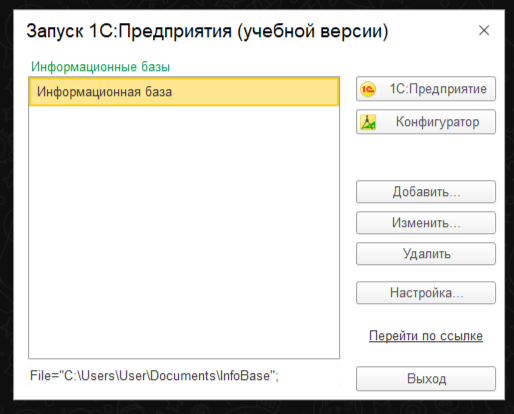 Запуск 1С:Предприятия (учебной версии)
Информационные базы
Информационная база
1С:Предприятие
Конфигуратор
Добавить...
Изменить...
Удалить
Настройка...
Перейти по ссылке
File="C:\Users\User\Documents\InfoBase";
Выход